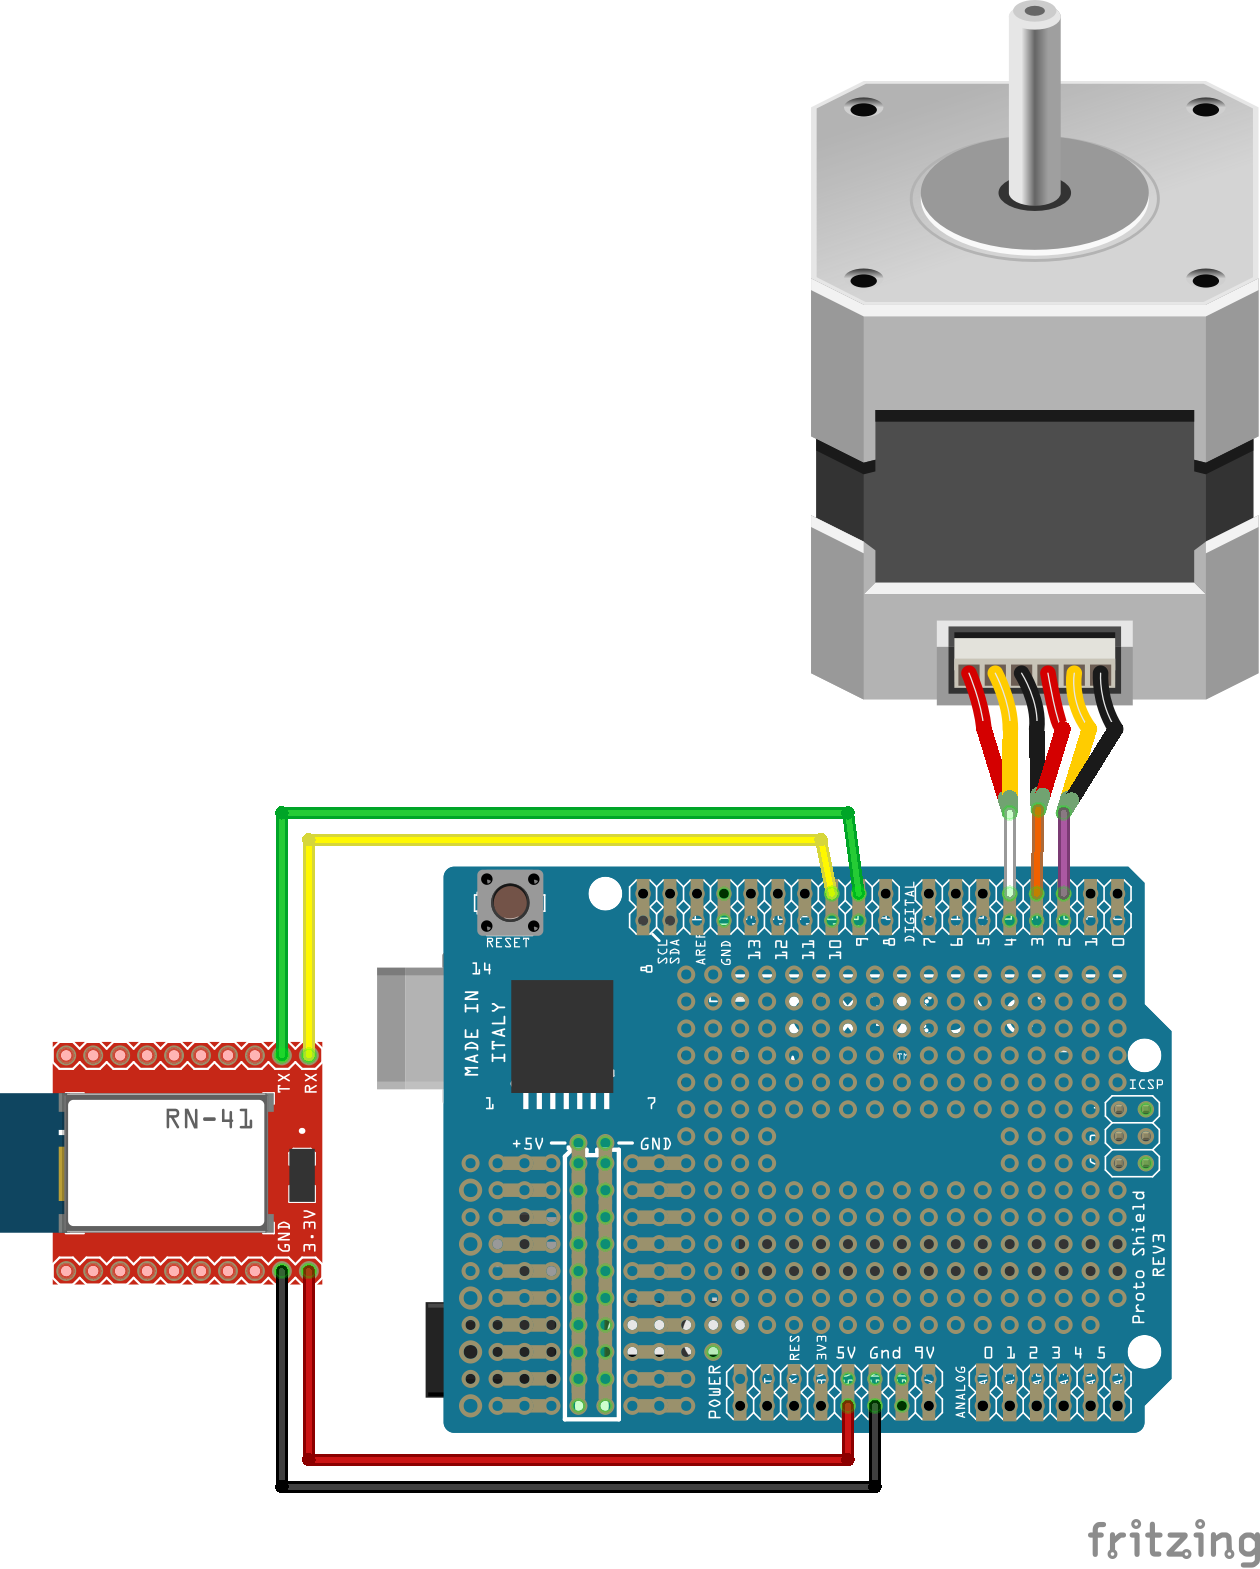 RESET
SCL
SDA
AREF
GND
13
12
11
10
9
8
DIGITAL
7
6
5
4
3
2
1
0
14
8
MADE IN
ITALY
1
7
TX
RX
RN-41
GND
3.3V
+5V
GND
ICSP
Proto Shield
REV3
RES
3V3
5V
Gnd
9V
POWER
ANALOG
0 1 2 3 4 5
fritzing